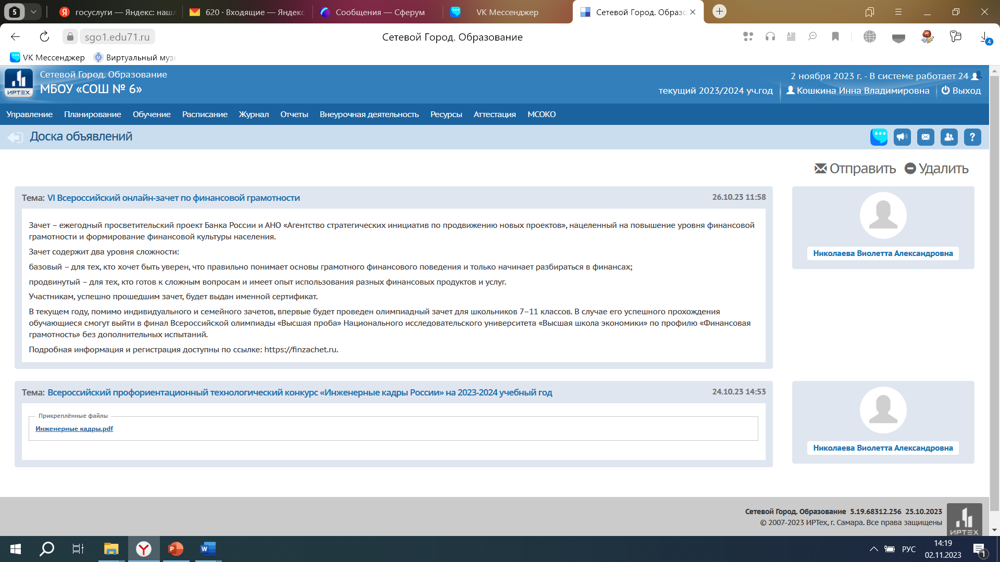 5
госуслуги — Яндекс: наш
620 · Входящие — Яндекс
Сообщения — Сферум
VK Мессенджер
Сетевой Город. Образо
sgo1.edu71.ru
Сетевой Город. Образование
4
VK Мессенджер
Виртуальный музе
ИРТЕХ
Сетевой Город. Образование
МБОУ «СОШ № 6»
2 ноября 2023 г. - В системе работает 24
текущий 2023/2024 уч.год
Кошкина Инна Владимировна
Выход
Управление Планирование Обучение Расписание Журнал Отчеты Внеурочная деятельность Ресурсы Аттестация МСОКО
Доска объявлений
?
Отправить Удалить
Тема: VI Всероссийский онлайн-зачет по финансовой грамотности
26.10.23 11:58
Зачет – ежегодный просветительский проект Банка России и АНО «Агентство стратегических инициатив по продвижению новых проектов», нацеленный на повышение уровня финансовой
грамотности и формирование финансовой культуры населения.
Зачет содержит два уровня сложности:
базовый – для тех, кто хочет быть уверен, что правильно понимает основы грамотного финансового поведения и только начинает разбираться в финансах;
продвинутый – для тех, кто готов к сложным вопросам и имеет опыт использования разных финансовых продуктов и услуг.
Участникам, успешно прошедшим зачет, будет выдан именной сертификат.
В текущем году, помимо индивидуального и семейного зачетов, впервые будет проведен олимпиадный зачет для школьников 7–11 классов. В случае его успешного прохождения
обучающиеся смогут выйти в финал Всероссийской олимпиады «Высшая проба» Национального исследовательского университета «Высшая школа экономики» по профилю «Финансовая
грамотность» без дополнительных испытаний.
Подробная информация и регистрация доступны по ссылке: https://finzachet.ru.
Николаева Виолетта Александровна
Тема: Всероссийский профориентационный технологический конкурс «Инженерные кадры России» на 2023-2024 учебный год
24.10.23 14:53
Прикреплённые файлы
Инженерные кадры.pdf
Николаева Виолетта Александровна
Сетевой Город. Образование 5.19.68312.256 25.10.2023
© 2007-2023 ИРТех, г. Самара. Все права защищены
ИРТЕХ
РУС
14:19
02.11.2023
1